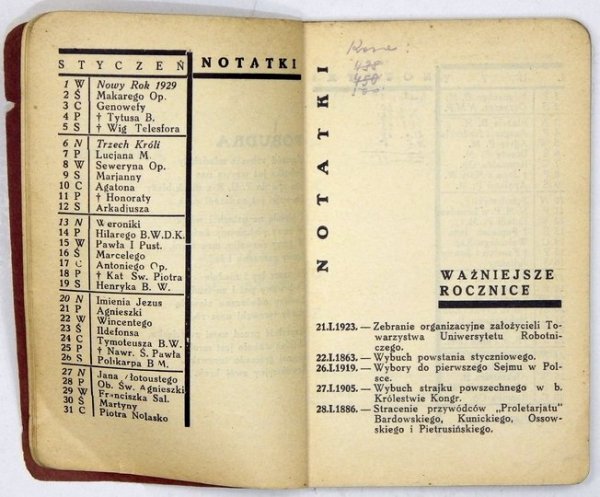 STYCZEŃ
1 W Nowy Rok 1929
2 Ś Makarego Op.
3 C Genowefy
4 P † Tytusa B.
5 S † Wig Telesfora
6 N Trzech Króli
7 P Lucjana M.
8 W Seweryna Op.
9 Ś Marjanny
10 C Agatona
11 P † Honoraty
12 S Arkadjusza
13 N Weroniki
14 P Hilarego B.W.D.K.
15 W Pawła I Pust.
16 Ś Marcelego
17 C Antoniego Op.
18 P † Kat Św. Piotra
19 S Henryka B. W.
20 N Imienia Jezus
21 P Agnieszki
22 W Wincentego
23 Ś Ildefonsa
24 C Tymoteusza B.W.
25 P † Nawr. Ś. Pawła
26 S Polikarpa B M.
27 N Jana Złotoustego
28 P Ob. Św. Agnieszki
29 W Franciszka Sal.
30 Ś Martyny
31 C Piotra Nolasko
NOTATKI
438
450
100
NOTATKI
WAŻNIEJSZE
ROCZNICE
21.I.1923. — Zebranie organizacyjne założycieli To-
warzystwa Uniwersytetu Robotni-
czego.
22.I.1863. — Wybuch powstania styczniowego.
26.I.1919. — Wybory do pierwszego Sejmu w Pol-
sce.
27.I.1905. — Wybuch strajku powszechnego w b.
Królestwie Kongr.
28.I.1886. — Stracenie przywódców „Proletarjatu"
Bardowskiego, Kunickiego, Ossow-
skiego i Pietrusińskiego.